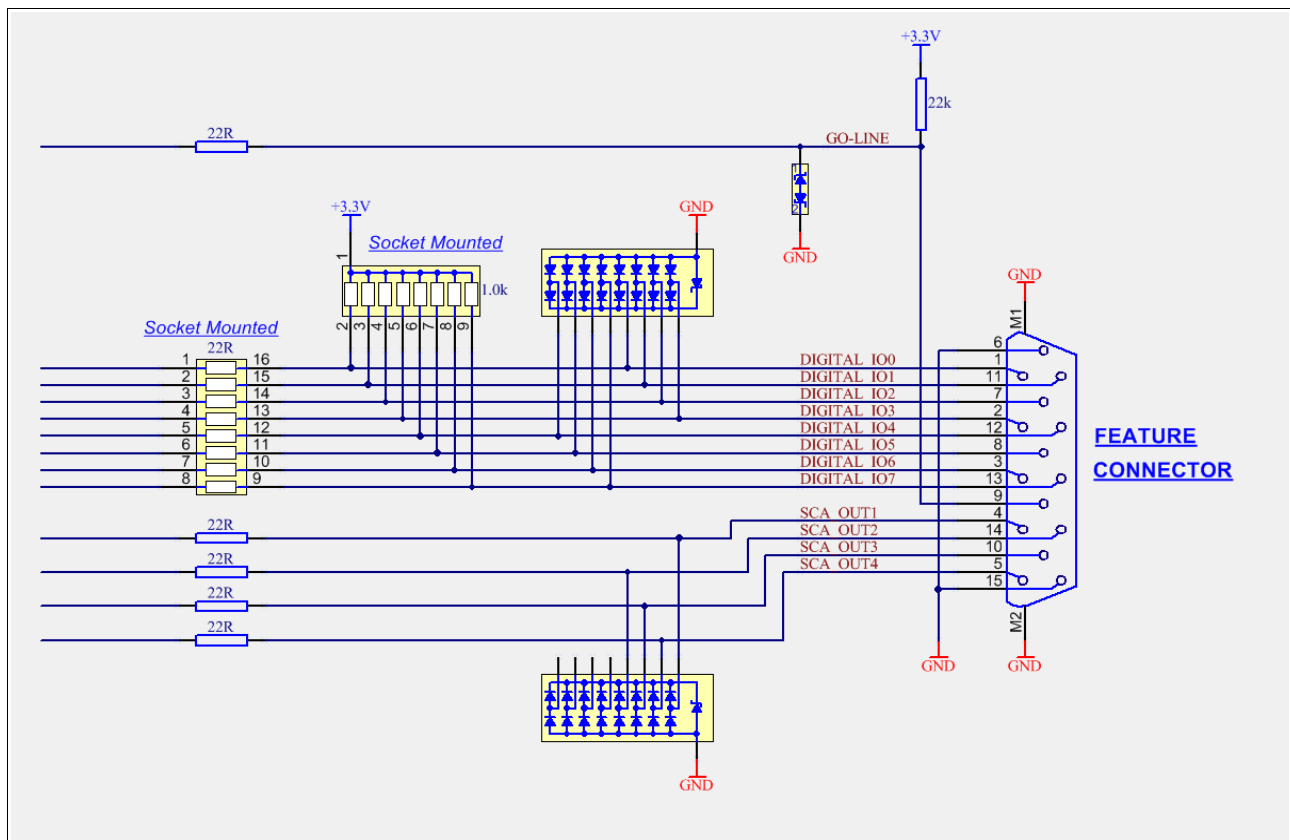 +3.3V
22k
22R
GO-LINE
1
2
GND
+3.3V
Socket Mounted
GND
1
1.0k
2 3 4 5 6 7 8 9
GND
M1
Socket Mounted
22R
1 16 DIGITAL IO0
2 15 DIGITAL IO1
3 14 DIGITAL IO2
4 13 DIGITAL IO3
5 12 DIGITAL IO4
6 11 DIGITAL IO5
7 10 DIGITAL IO6
8 9 DIGITAL IO7
6
1
11
7
2
12
8
3
13
9
4
14
10
5
15
FEATURE
CONNECTOR
22R
SCA OUT1
22R
SCA OUT2
22R
SCA OUT3
22R
SCA OUT4
M2
GND
GND
GND